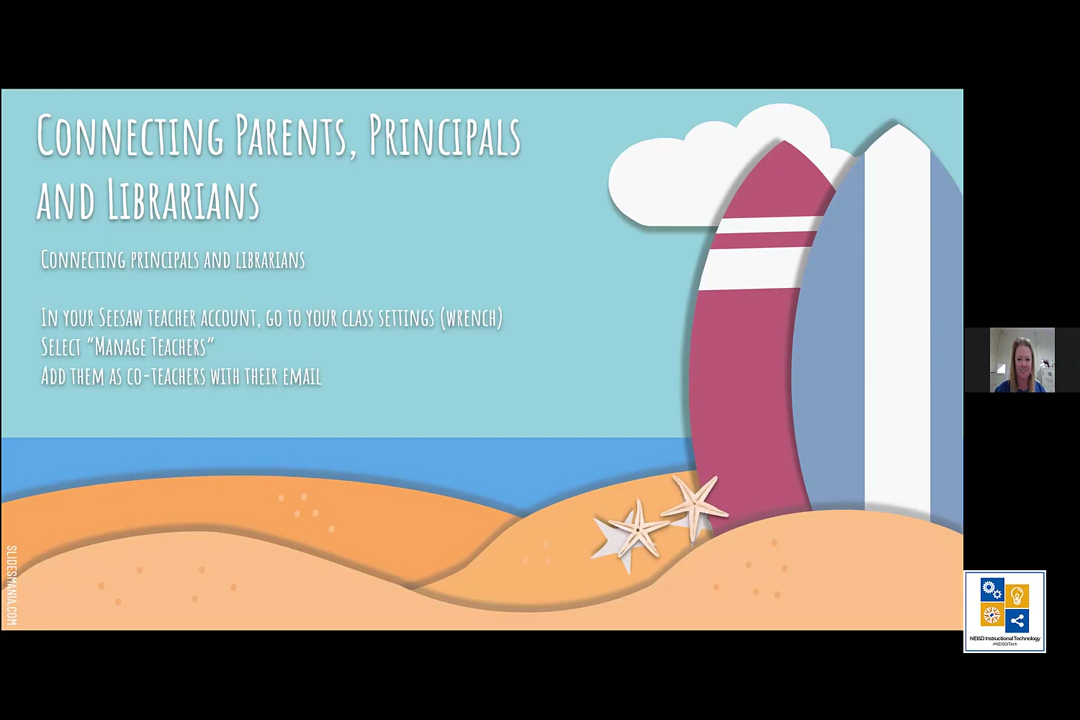 Connecting Parents, Principals
and Librarians
Connecting principals and librarians
In your Seesaw teacher account, go to your class settings (wrench)
Select “Manage Teachers”
Add them as co-teachers with their email
SLIDESMANIA.COM
NEISD Instructional Technology
#NEISDiTech